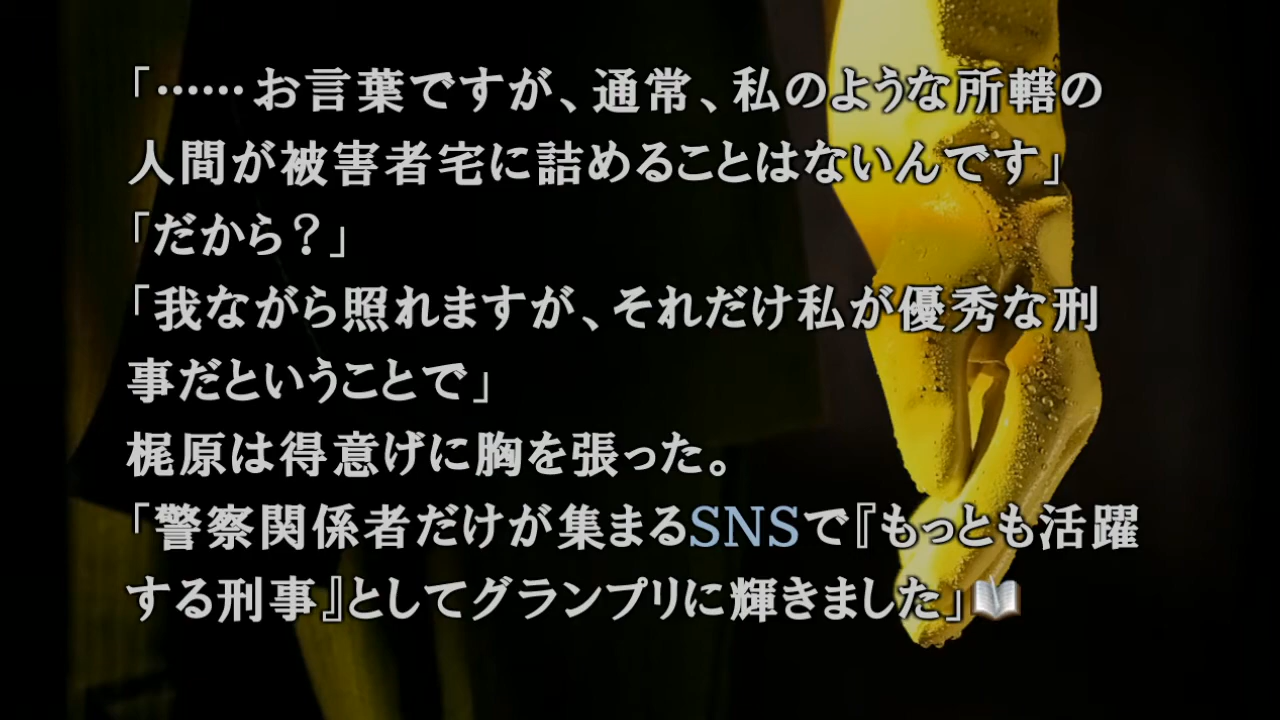 「……お言葉ですが、通常、私のような所轄の
人間が被害者宅に詰めることはないんです」
「だから？」
「我ながら照れますが、それだけ私が優秀な刑
事だということで」
梶原は得意げに胸を張った。
「警察関係者だけが集まるSNSで『もっとも活躍
する刑事』としてグランプリに輝きました」